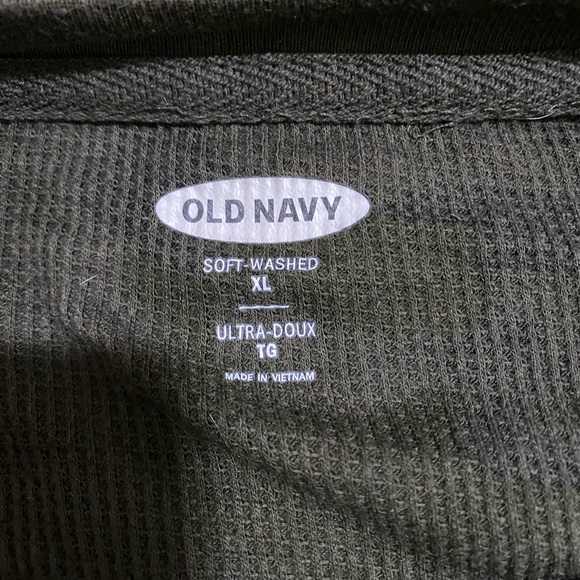 OLD NAVY
SOFT-WASHED
XL
ULTRA-DOUX
TG
MADE IN VIETNAM